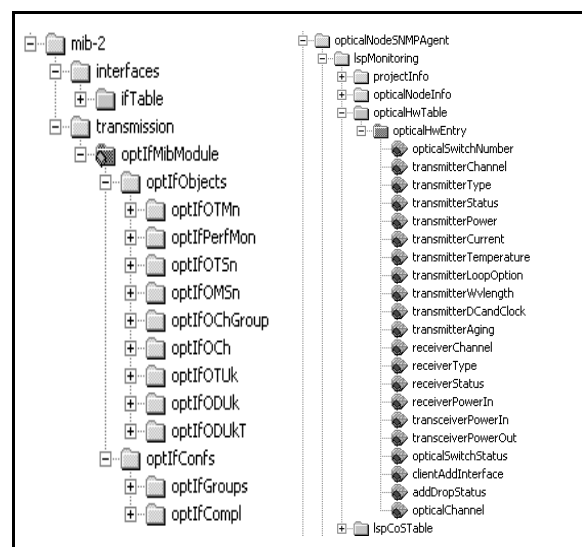 mib-2
interfaces
ifTable
transmission
optIfMibModule
optIfObjects
optIfOTMn
optIfPerfMon
optIfOTSn
optIfOMSn
optIfOChGroup
optIfOCh
optIfOTUk
optIfODUk
optIfODUkT
optIfConfs
optIfGroups
optIfCompl
opticalNodeSNMPAgent
lspMonitoring
projectInfo
opticalNodeInfo
opticalHwTable
opticalHwEntry
opticalSwitchNumber
transmitterChannel
transmitterType
transmitterStatus
transmitterPower
transmitterCurrent
transmitterTemperature
transmitterLoopOption
transmitterWvlength
transmitterDCandClock
transmitterAging
receiverChannel
receiverType
receiverStatus
receiverPowerIn
transceiverPowerIn
transceiverPowerOut
opticalSwitchStatus
clientAddInterface
addDropStatus
opticalChannel
lspCoSTable